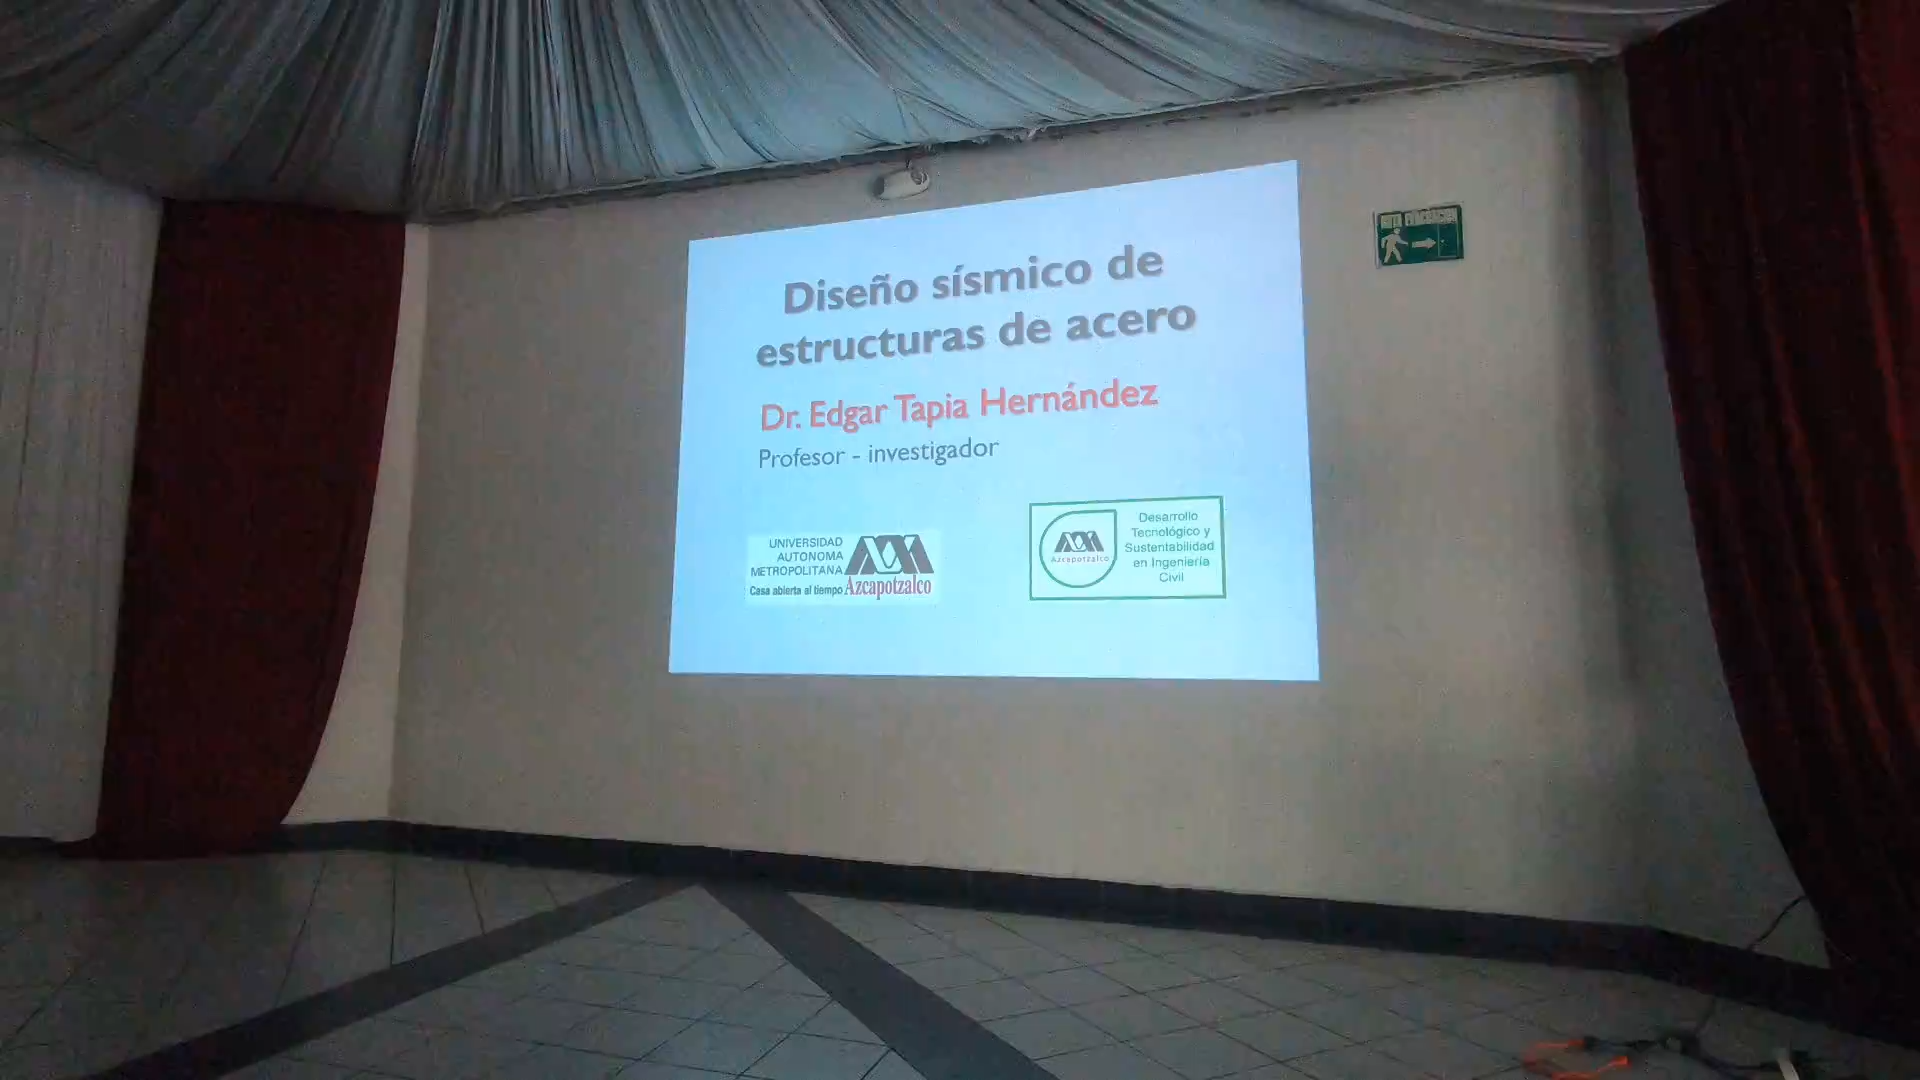 Diseño sísmico de
estructuras de acero
Dr. Edgar Tapia Hernández
Profesor - investigador
UNIVERSIDAD
AUTONOMA
METROPOLITANA
Casa abierta al tiempo Azcapotzalco
Azcapotzalco
Desarrollo
Tecnológico y
Sustentabilidad
en Ingeniería
Civil